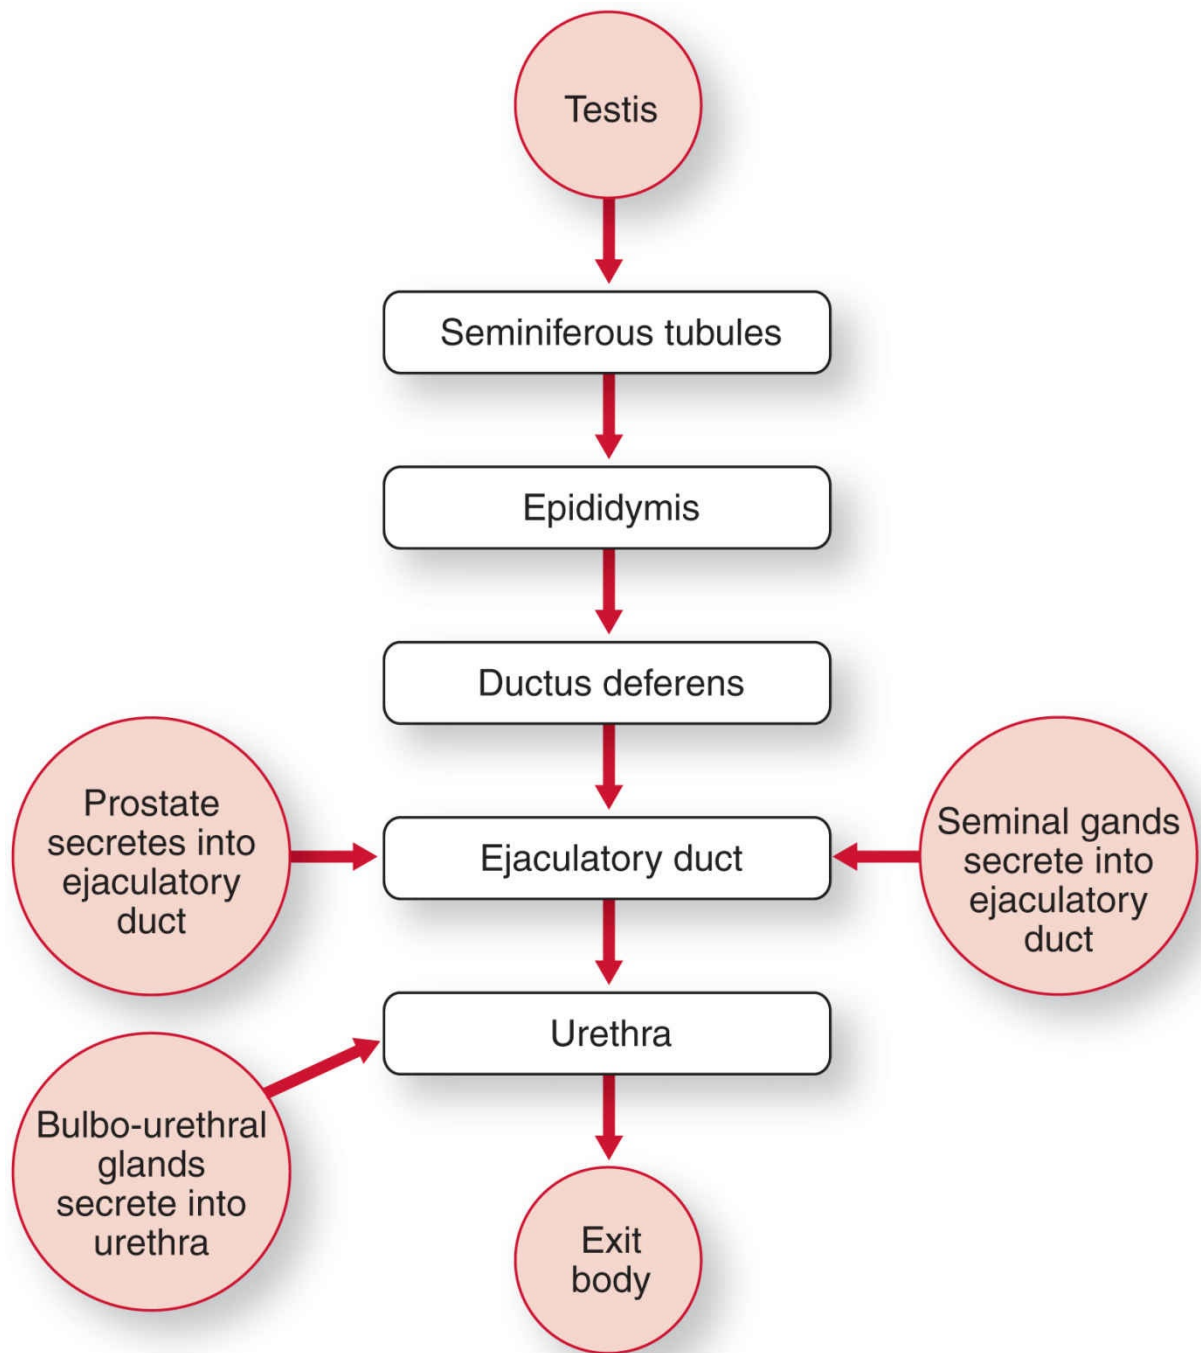 Testis
Seminiferous tubules
Epididymis
Ductus deferens
Prostate
secretes into
ejaculatory
duct
Ejaculatory duct
Seminal gands
secrete into
ejaculatory
duct
Urethra
Bulbo-urethral
glands
secrete into
urethra
Exit
body